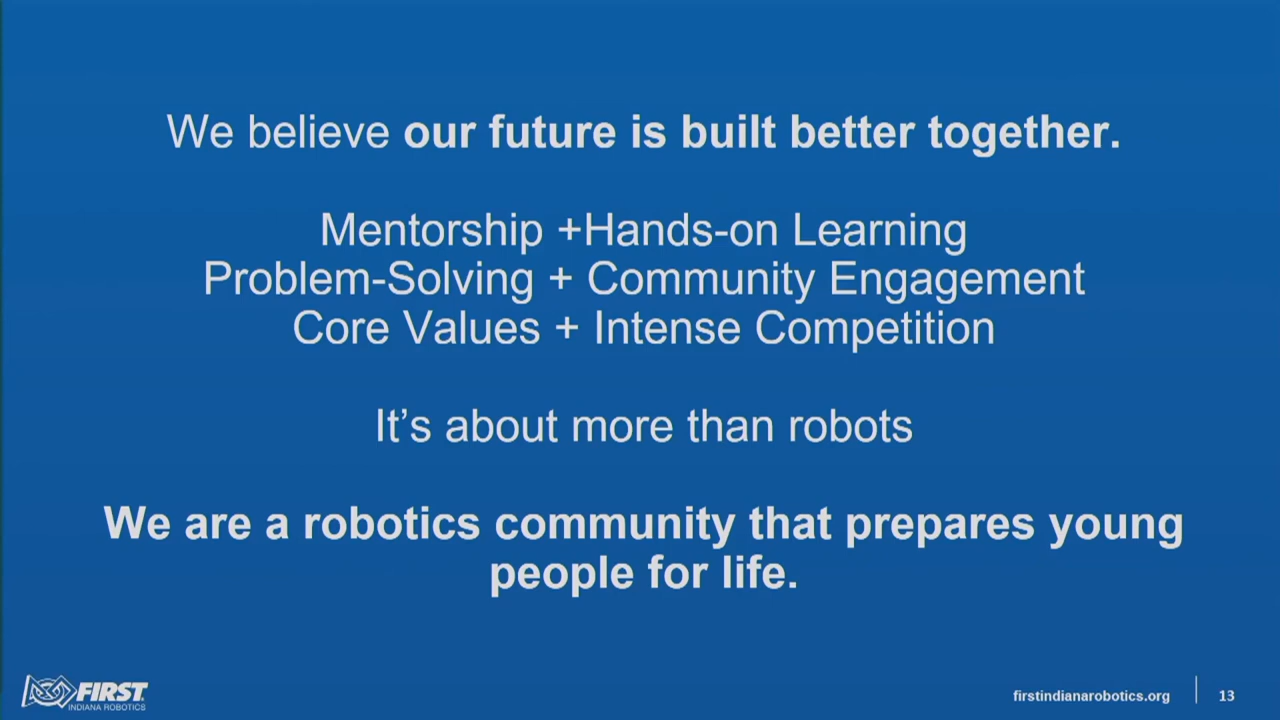 We believe our future is built better together.
Mentorship +Hands-on Learning
Problem-Solving + Community Engagement
Core Values + Intense Competition
It’s about more than robots
We are a robotics community that prepares young
people for life.
FIRST
INDIANA ROBOTICS
firstindianarobotics.org
13